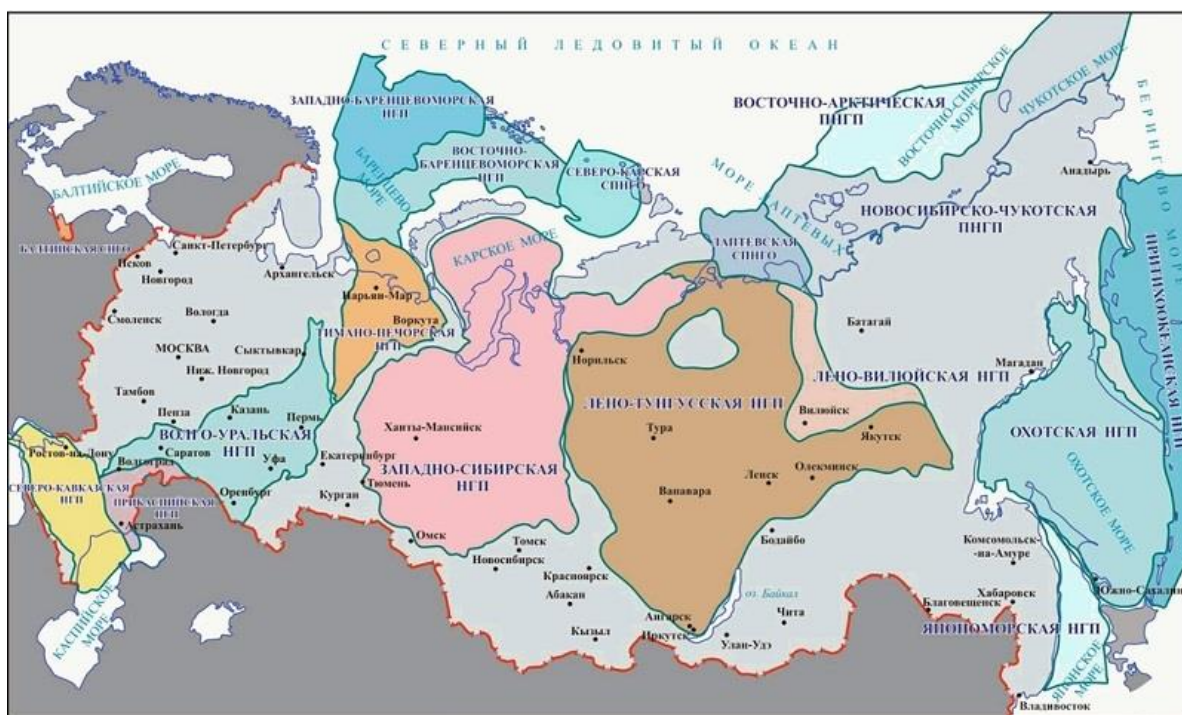 СЕВЕРНЫЙ ЛЕДОВИТЫЙ ОКЕАН
ЗАПАДНО-БАРЕНЦЕВОМОРСКАЯ
НГП
ВОСТОЧНО-
БАРЕНЦЕВОМОРСКАЯ
НГП
БАРЕНЦЕВО
МОРЕ
СЕВЕРО-КАРСКАЯ
СПНГО
ВОСТОЧНО-АРКТИЧЕСКАЯ
ПНГП
ВОСТОЧНО-СИБИРСКОЕ
МОРЕ
ЧУКОТСКОЕ МОРЕ
БЕРИНГОВО МОРЕ
Анадырь
МОРЕ
ЛАПТЕВЫХ
НОВОСИБИРСКО-ЧУКОТСКАЯ
ПНГП
ЛАПТЕВСКАЯ
СПНГО
КАРСКОЕ МОРЕ
БАЛТИЙСКОЕ МОРЕ
БАЛТИЙСКАЯ СНГО
Санкт-Петербург
Псков
Новгород
Архангельск
Нарьян-Мар
Воркута
ТИМАНО-ПЕЧОРСКАЯ
НГП
Смоленск
Вологда
МОСКВА
Сыктывкар
Ниж. Новгород
Тамбов
Пенза
Казань
Пермь
ВОЛГО-УРАЛЬСКАЯ
НГП
Уфа
Ростов-на-Дону
Саратов
Волгоград
Оренбург
СЕВЕРО-КАВКАЗСКАЯ
НГП
ПРИКАСПИЙСКАЯ
НГП
Астрахань
КАСПИЙСКОЕ
МОРЕ
Екатеринбург
Тюмень
Курган
Ханты-Мансийск
ЗАПАДНО-СИБИРСКАЯ
НГП
Омск
Томск
Новосибирск
Красноярск
Абакан
Кызыл
Норильск
ЛЕНО-ТУНГУССКАЯ НГП
Тура
Ванавара
Ленск
Олекминск
Бодайбо
ЛЕНО-ВИЛЮЙСКАЯ НГП
Вилюйск
Якутск
Батагай
Магадан
Ангарск
Иркутск
оз. Байкал
Улан-Удэ
Чита
ОХОТСКАЯ НГП
ОХОТСКОЕ МОРЕ
ПРИТИХООКЕАНСКАЯ НГП
Комсомольск-
-на-Амуре
Хабаровск
Благовещенск
Южно-Сахалин
ЯПОНОМОРСКАЯ НГП
ЯПОНСКОЕ
МОРЕ
Владивосток